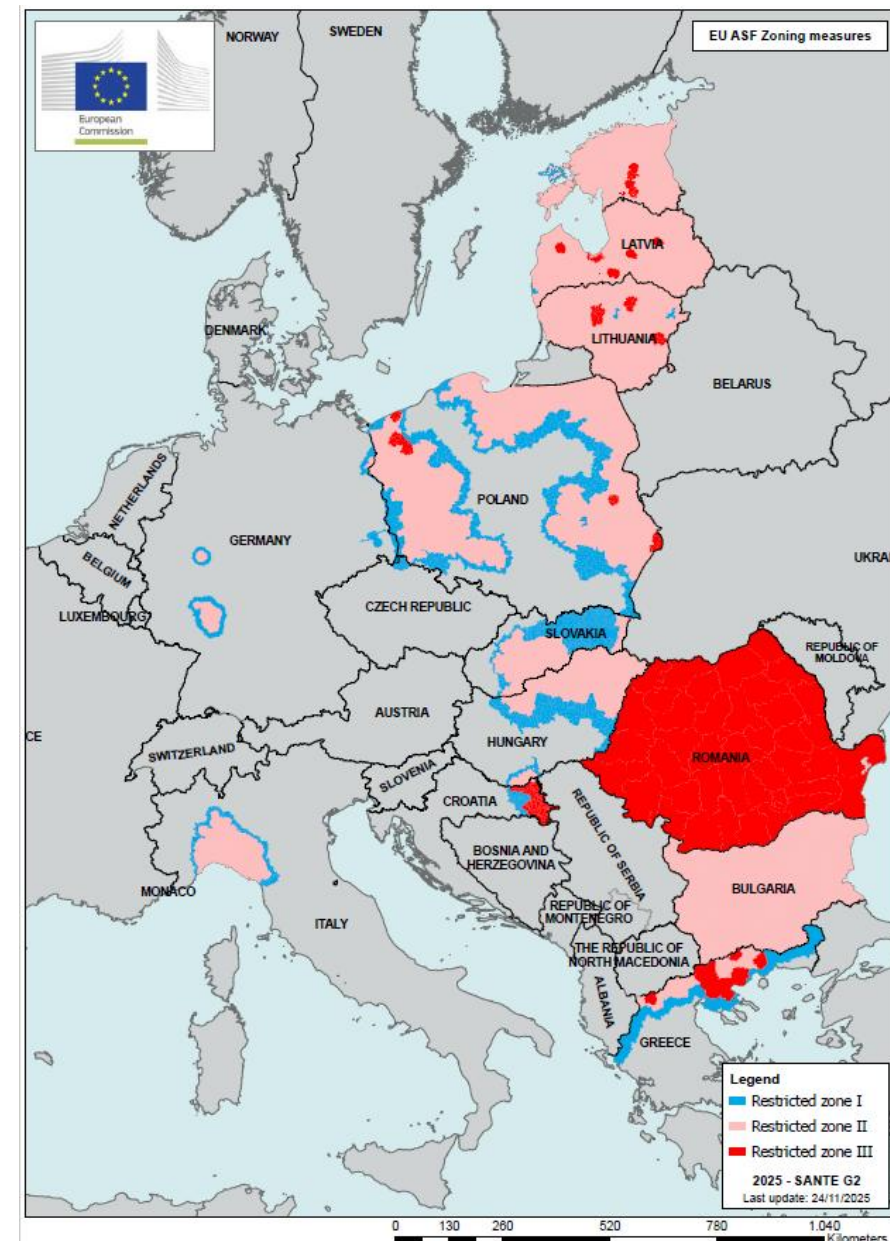 NORWAY
SWEDEN
EU ASF Zoning measures
European
Commission
LATVIA
DENMARK
LITHUANIA
BELARUS
NETHERLANDS
POLAND
GERMANY
BELGIUM
UKRAI
LUXEMBOURG
CZECH REPUBLIC
SLOVAKIA
REPUBLIC OF
MOLDOVA
AUSTRIA
CE
HUNGARY
SWITZERLAND
ROMANIA
SLOVENIA
CROATIA
REPUBLIC OF SERBIA
BOSNIA AND
HERZEGOVINA
MONACO
BULGARIA
ITALY
REPUBLIC OF
MONTENEGRO
THE REPUBLIC OF
NORTH MACEDONIA
ALBANIA
GREECE
Legend
Restricted zone I
Restricted zone II
Restricted zone III
2025 - SANTE G2
Last update: 24/11/2025
0 130 260 520 780 1.040
Kilometers